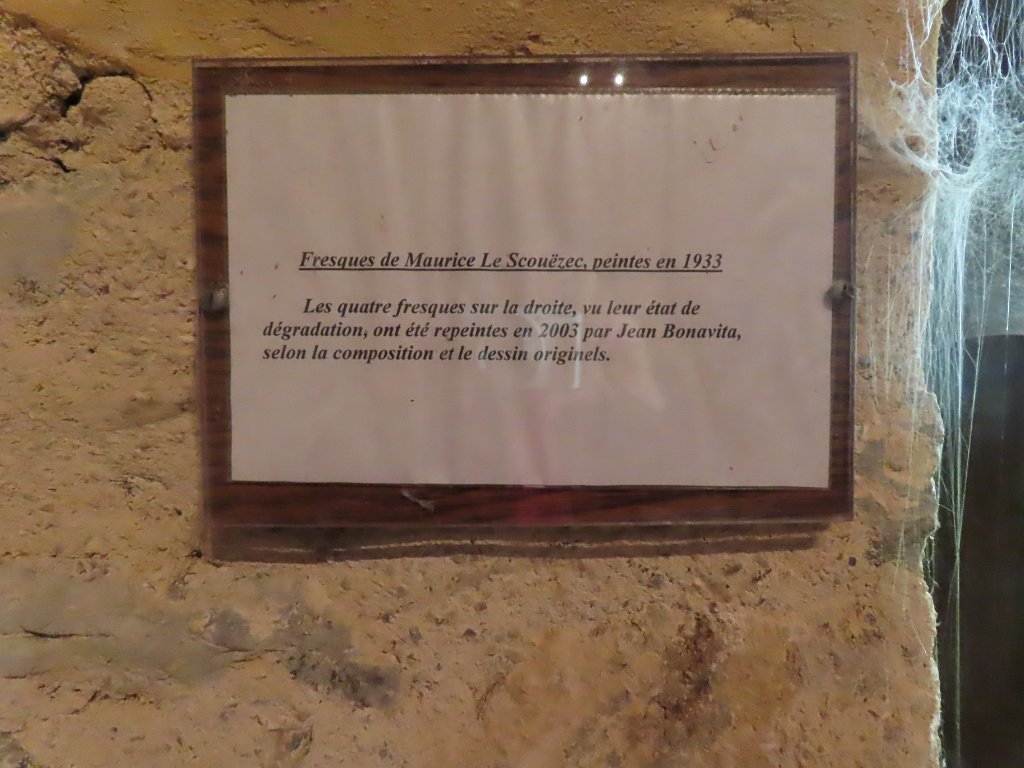 Fresques de Maurice Le Scouëzec, peintes en 1933
Les quatre fresques sur la droite, vu leur état de
dégradation, ont été repeintes en 2003 par Jean Bonavita,
selon la composition et le dessin originels.